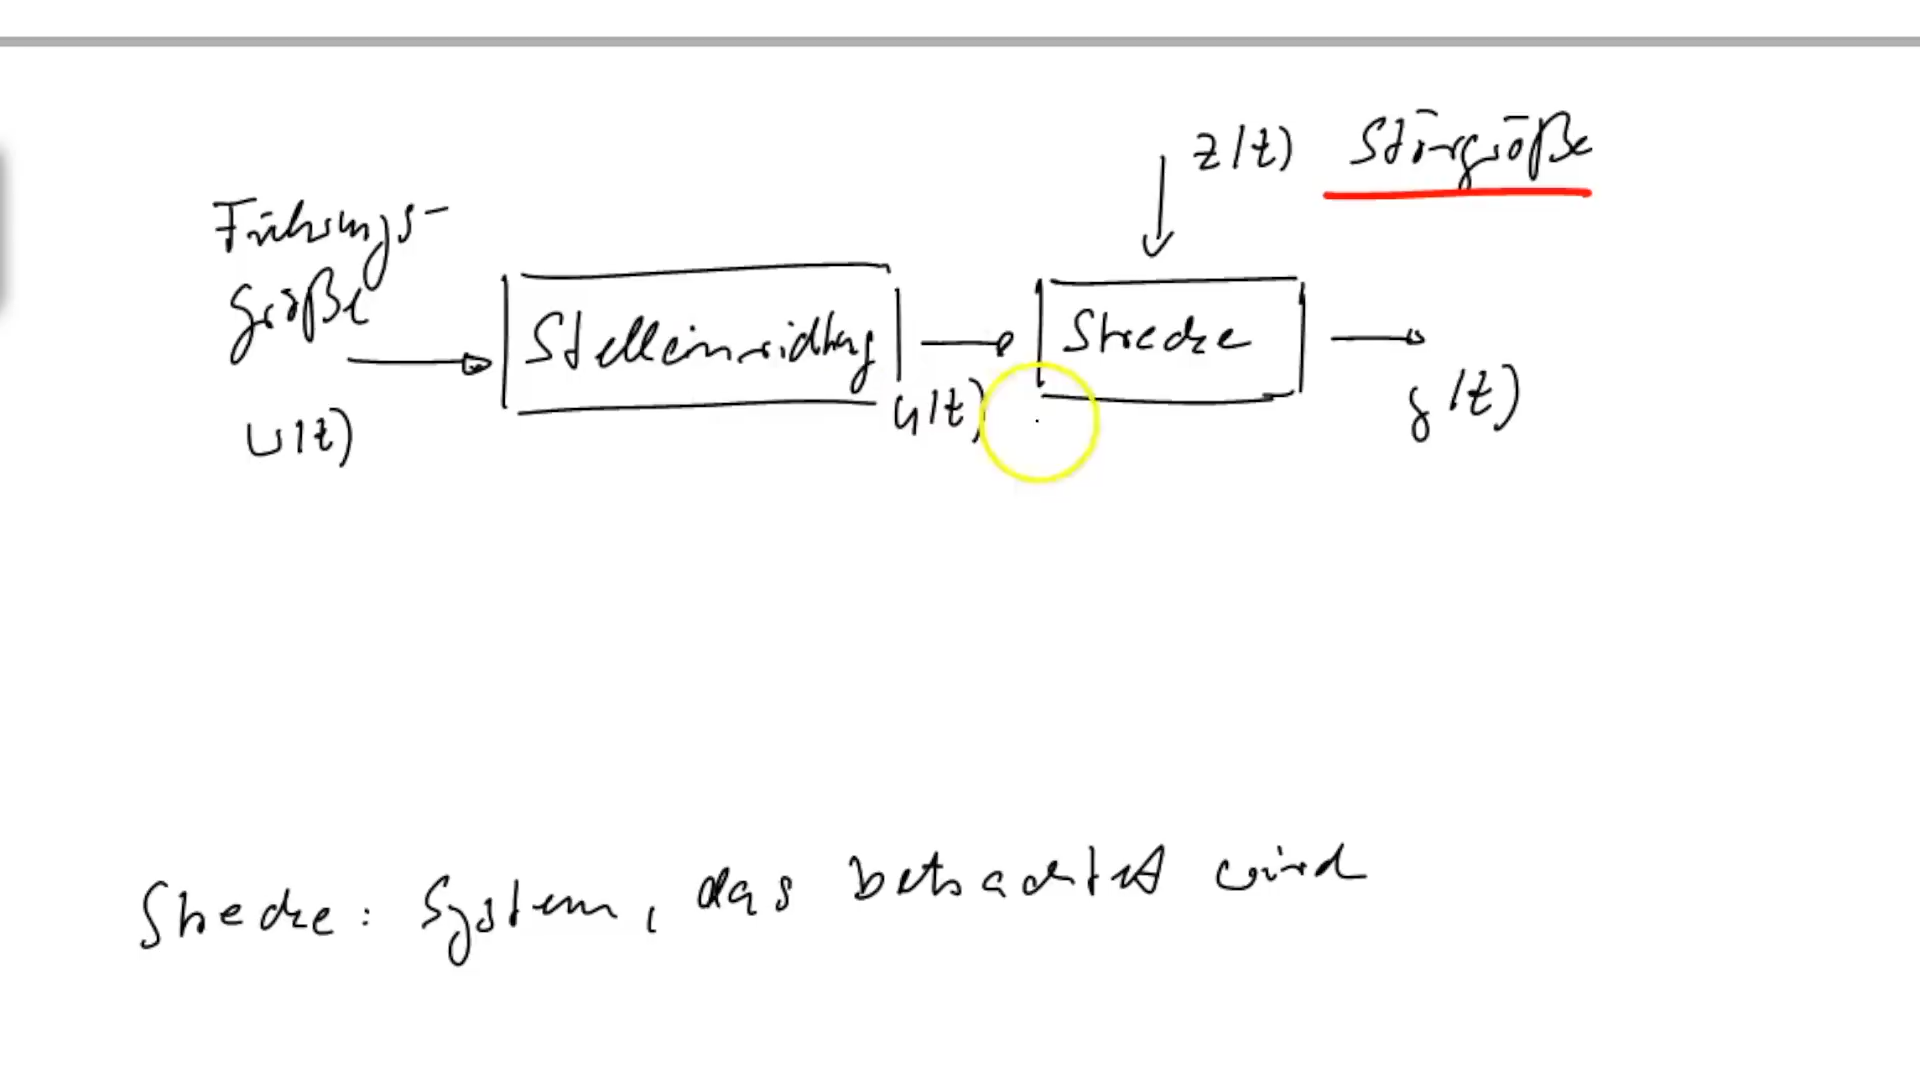 z(t) Störgröße
Führungs-
größe
Stelleinrichtung
Strecke
w(t)
u(t)
y(t)
Strecke: System, das betrachtet wird